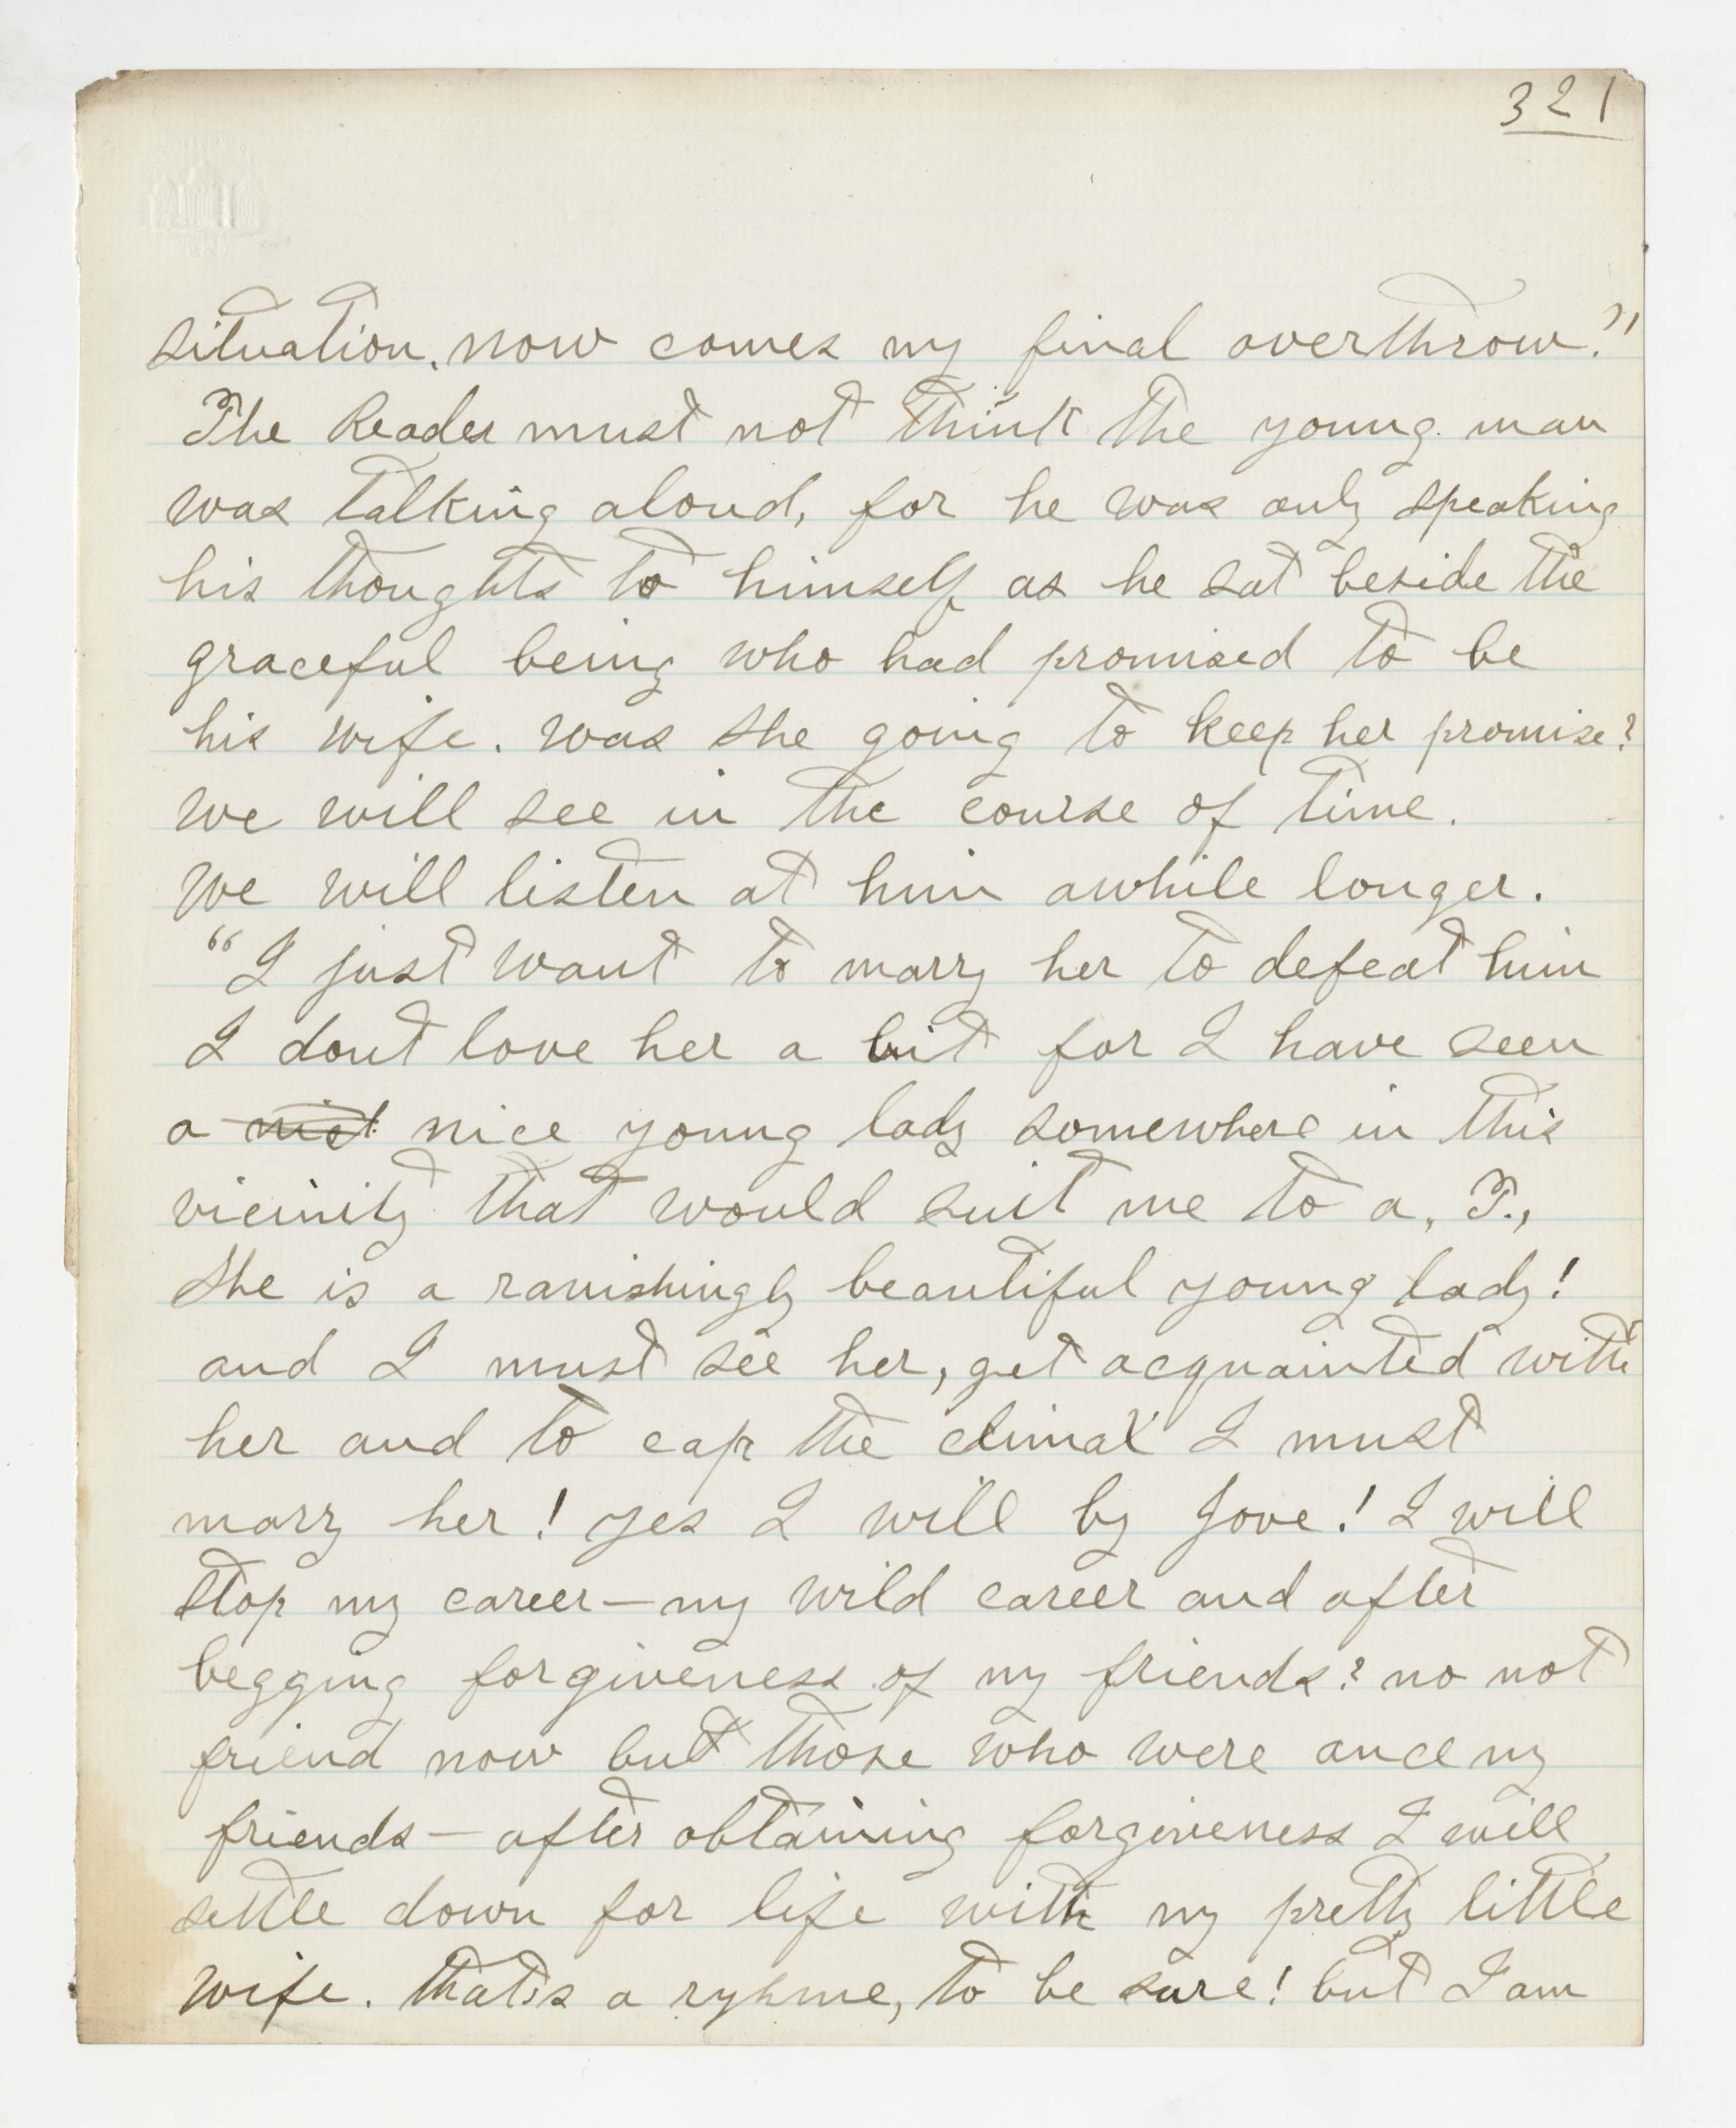 321
situation. now comes my final overthrow?"
The Reader must not think the young man
was talking aloud, for he was only speaking
his thoughts to himself as he sat beside the
graceful being who had promised to be
his wife. was she going to keep her promise?
we will see in the course of time.
We will listen at him awhile longer.
"I just want to marry her to defeat him
I dont love her a bit for I have seen
a nice young lady somewhere in this
vicinity that would suit me to a, T.,
She is a ravishingly beautiful young lady!
and I must see her, get acquainted with
her and to cap the climax I must
marry her! yes I will by Jove! I will
stop my career—my wild career and after
begging forgiveness of my friends? no not
friend now but those who were once my
friends—after obtaining forgiveness I will
settle down for life with my pretty little
wife. that's a ryhme, to be sure! but I am